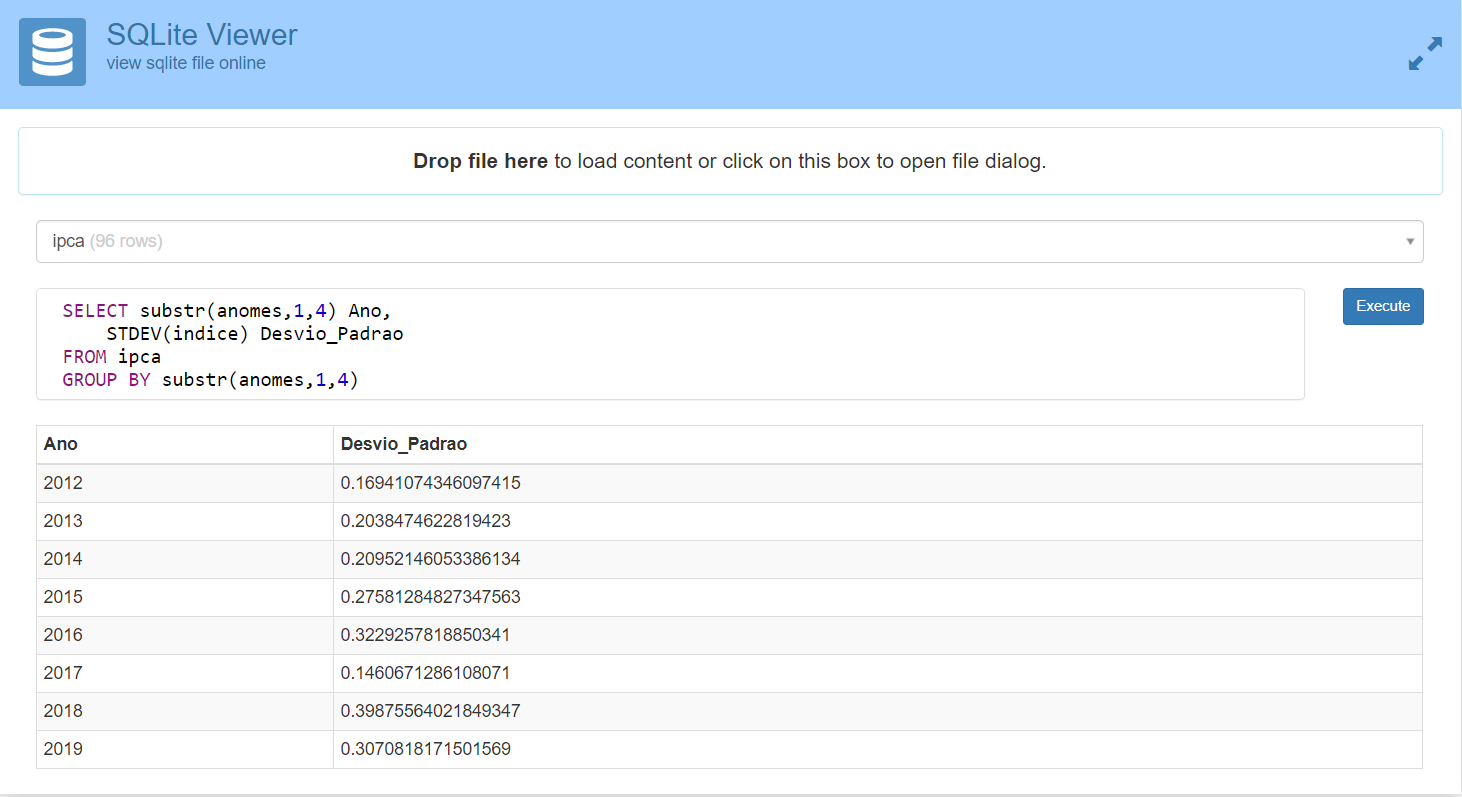 SQLite Viewer
view sqlite file online
Drop file here to load content or click on this box to open file dialog.
ipca (96 rows)
SELECT substr(anomes,1,4) Ano,
    STDEV(indice) Desvio_Padrao
FROM ipca
GROUP BY substr(anomes,1,4)
Execute
Ano Desvio_Padrao
2012 0.16941074346097415
2013 0.2038474622819423
2014 0.20952146053386134
2015 0.27581284827347563
2016 0.3229257818850341
2017 0.1460671286108071
2018 0.39875564021849347
2019 0.3070818171501569